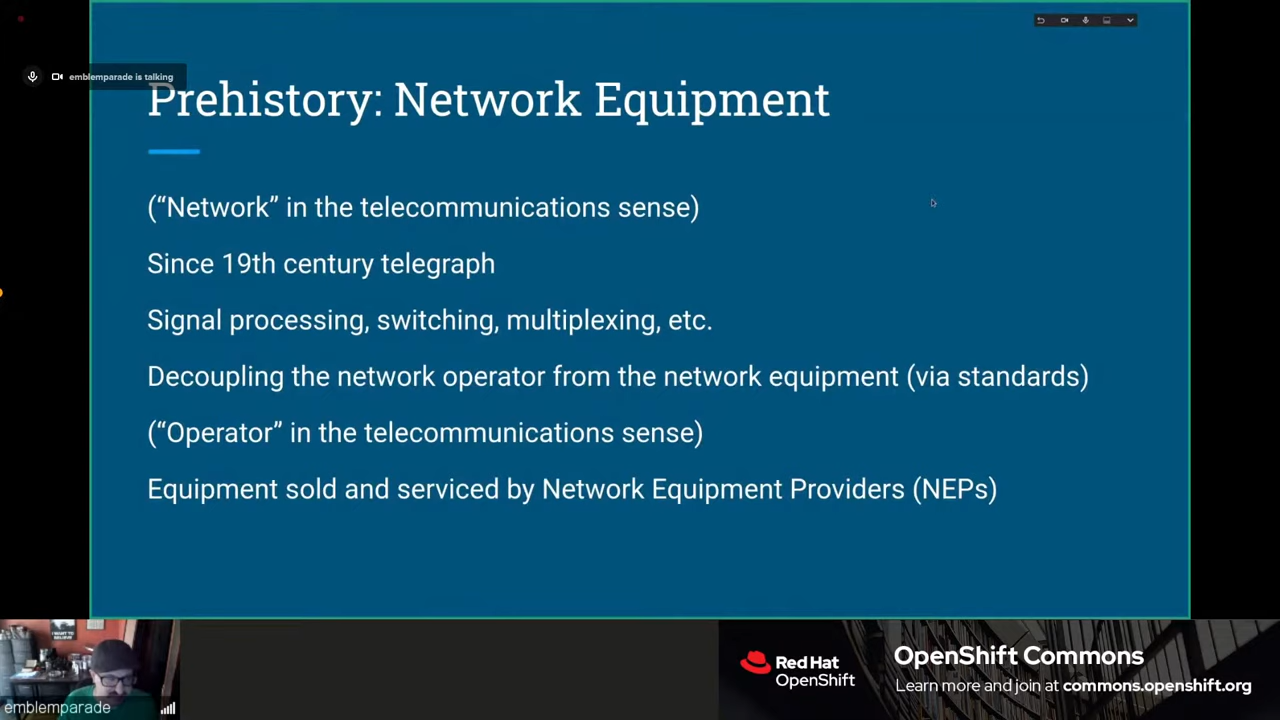 emblemparade is talking
Prehistory: Network Equipment
(“Network” in the telecommunications sense)
Since 19th century telegraph
Signal processing, switching, multiplexing, etc.
Decoupling the network operator from the network equipment (via standards)
(“Operator” in the telecommunications sense)
Equipment sold and serviced by Network Equipment Providers (NEPs)
I WANT TO
BELIEVE
emblemparade
Red Hat
OpenShift
OpenShift Commons
Learn more and join at commons.openshift.org